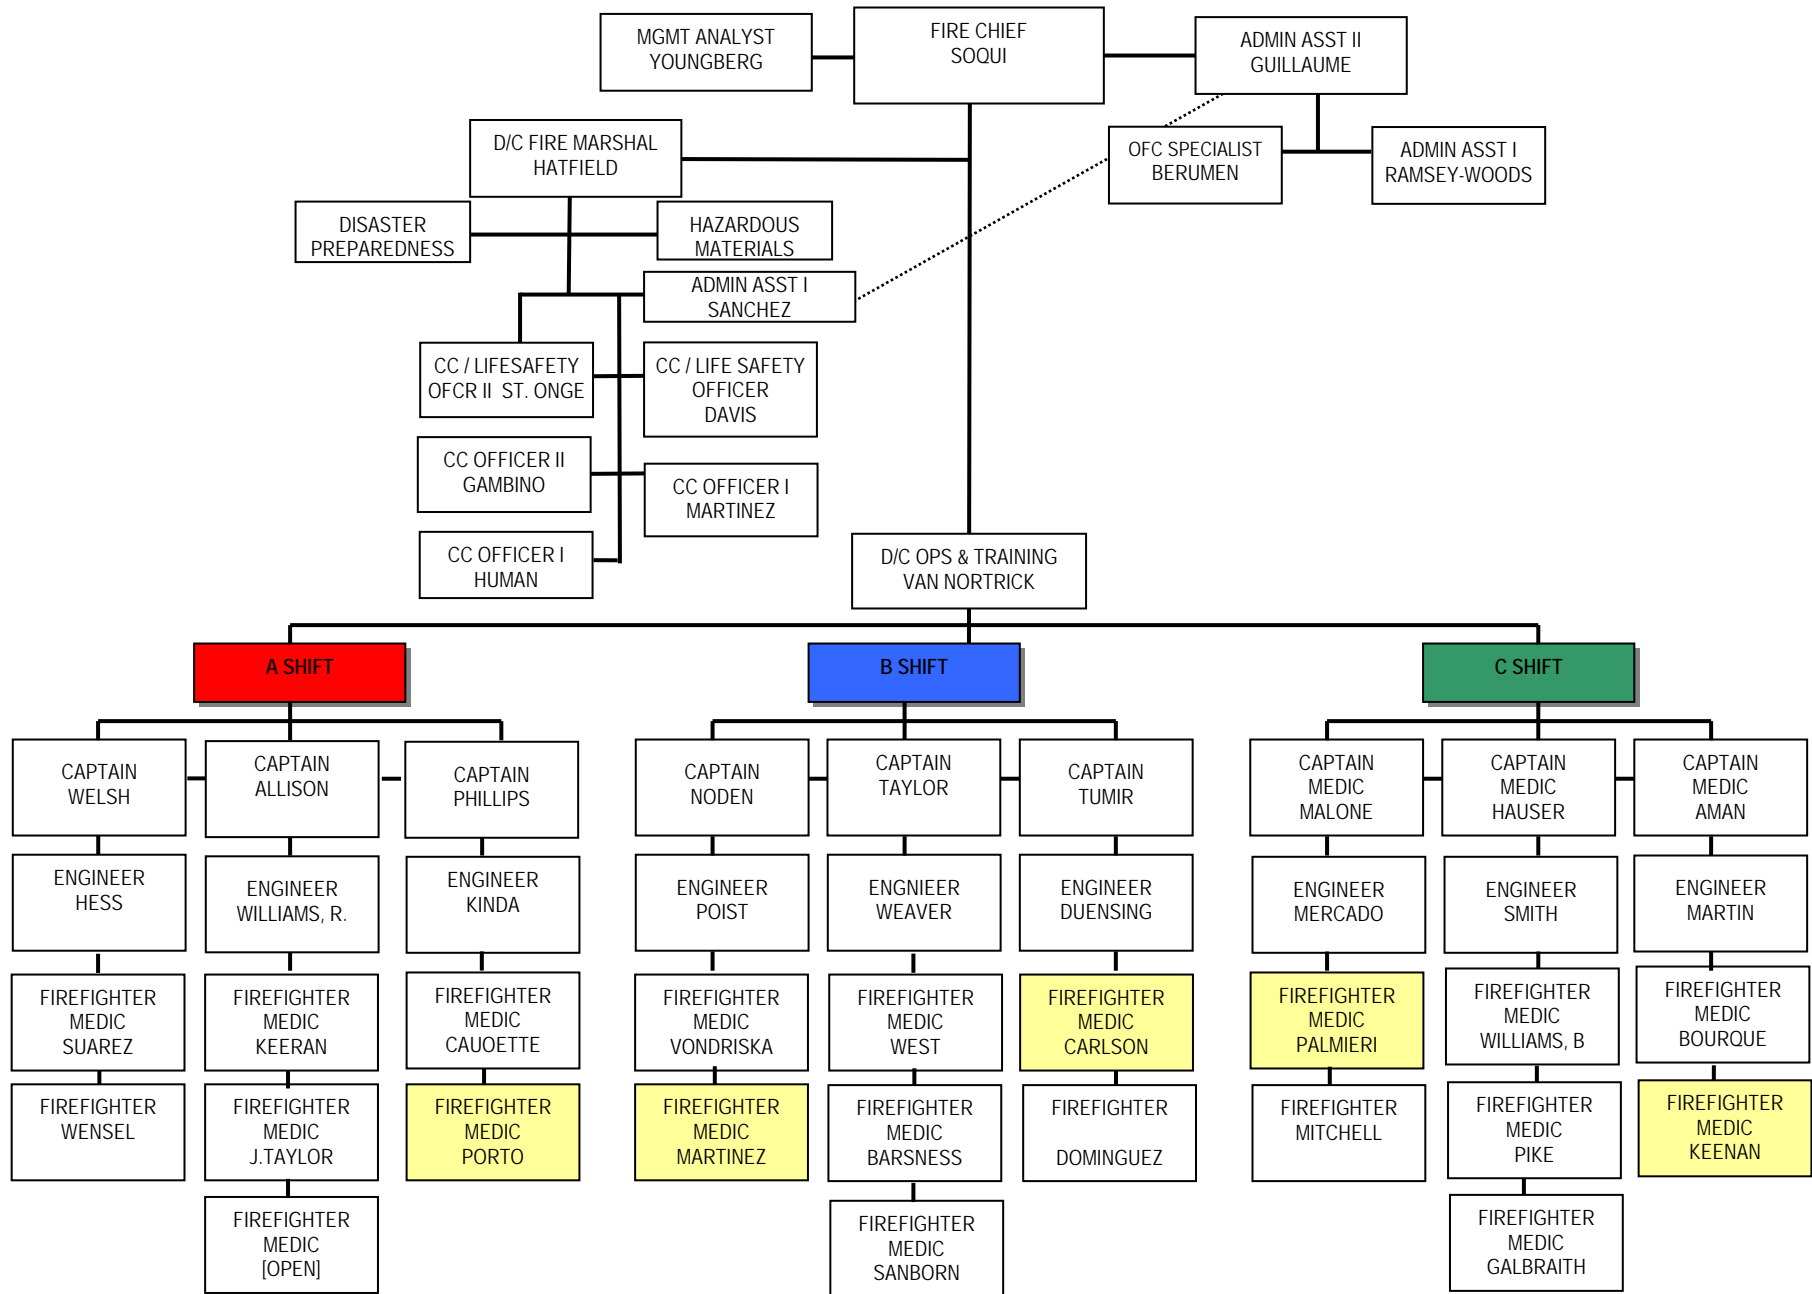 MGMT ANALYST
YOUNGBERG
FIRE CHIEF
SOQUI
ADMIN ASST II
GUILLAUME
D/C FIRE MARSHAL
HATFIELD
OFC SPECIALIST
BERUMEN
ADMIN ASST I
RAMSEY-WOODS
DISASTER
PREPAREDNESS
HAZARDOUS
MATERIALS
ADMIN ASST I
SANCHEZ
CC / LIFESAFETY
OFCR II  ST. ONGE
CC / LIFE SAFETY
OFFICER
DAVIS
CC OFFICER II
GAMBINO
CC OFFICER I
MARTINEZ
CC OFFICER I
HUMAN
D/C OPS & TRAINING
VAN NORTRICK
A SHIFT
B SHIFT
C SHIFT
CAPTAIN
WELSH
CAPTAIN
ALLISON
CAPTAIN
PHILLIPS
CAPTAIN
NODEN
CAPTAIN
TAYLOR
CAPTAIN
TUMIR
CAPTAIN
MEDIC
MALONE
CAPTAIN
MEDIC
HAUSER
CAPTAIN
MEDIC
AMAN
ENGINEER
HESS
ENGINEER
WILLIAMS, R.
ENGINEER
KINDA
ENGINEER
POIST
ENGNIEER
WEAVER
ENGINEER
DUENSING
ENGINEER
MERCADO
ENGINEER
SMITH
ENGINEER
MARTIN
FIREFIGHTER
MEDIC
SUAREZ
FIREFIGHTER
MEDIC
KEERAN
FIREFIGHTER
MEDIC
CAUOETTE
FIREFIGHTER
MEDIC
VONDRISKA
FIREFIGHTER
MEDIC
WEST
FIREFIGHTER
MEDIC
CARLSON
FIREFIGHTER
MEDIC
PALMIERI
FIREFIGHTER
MEDIC
WILLIAMS, B
FIREFIGHTER
MEDIC
BOURQUE
FIREFIGHTER
WENSEL
FIREFIGHTER
MEDIC
J.TAYLOR
FIREFIGHTER
MEDIC
PORTO
FIREFIGHTER
MEDIC
MARTINEZ
FIREFIGHTER
MEDIC
BARSNESS
FIREFIGHTER
DOMINGUEZ
FIREFIGHTER
MITCHELL
FIREFIGHTER
MEDIC
PIKE
FIREFIGHTER
MEDIC
KEENAN
FIREFIGHTER
MEDIC
[OPEN]
FIREFIGHTER
MEDIC
SANBORN
FIREFIGHTER
MEDIC
GALBRAITH